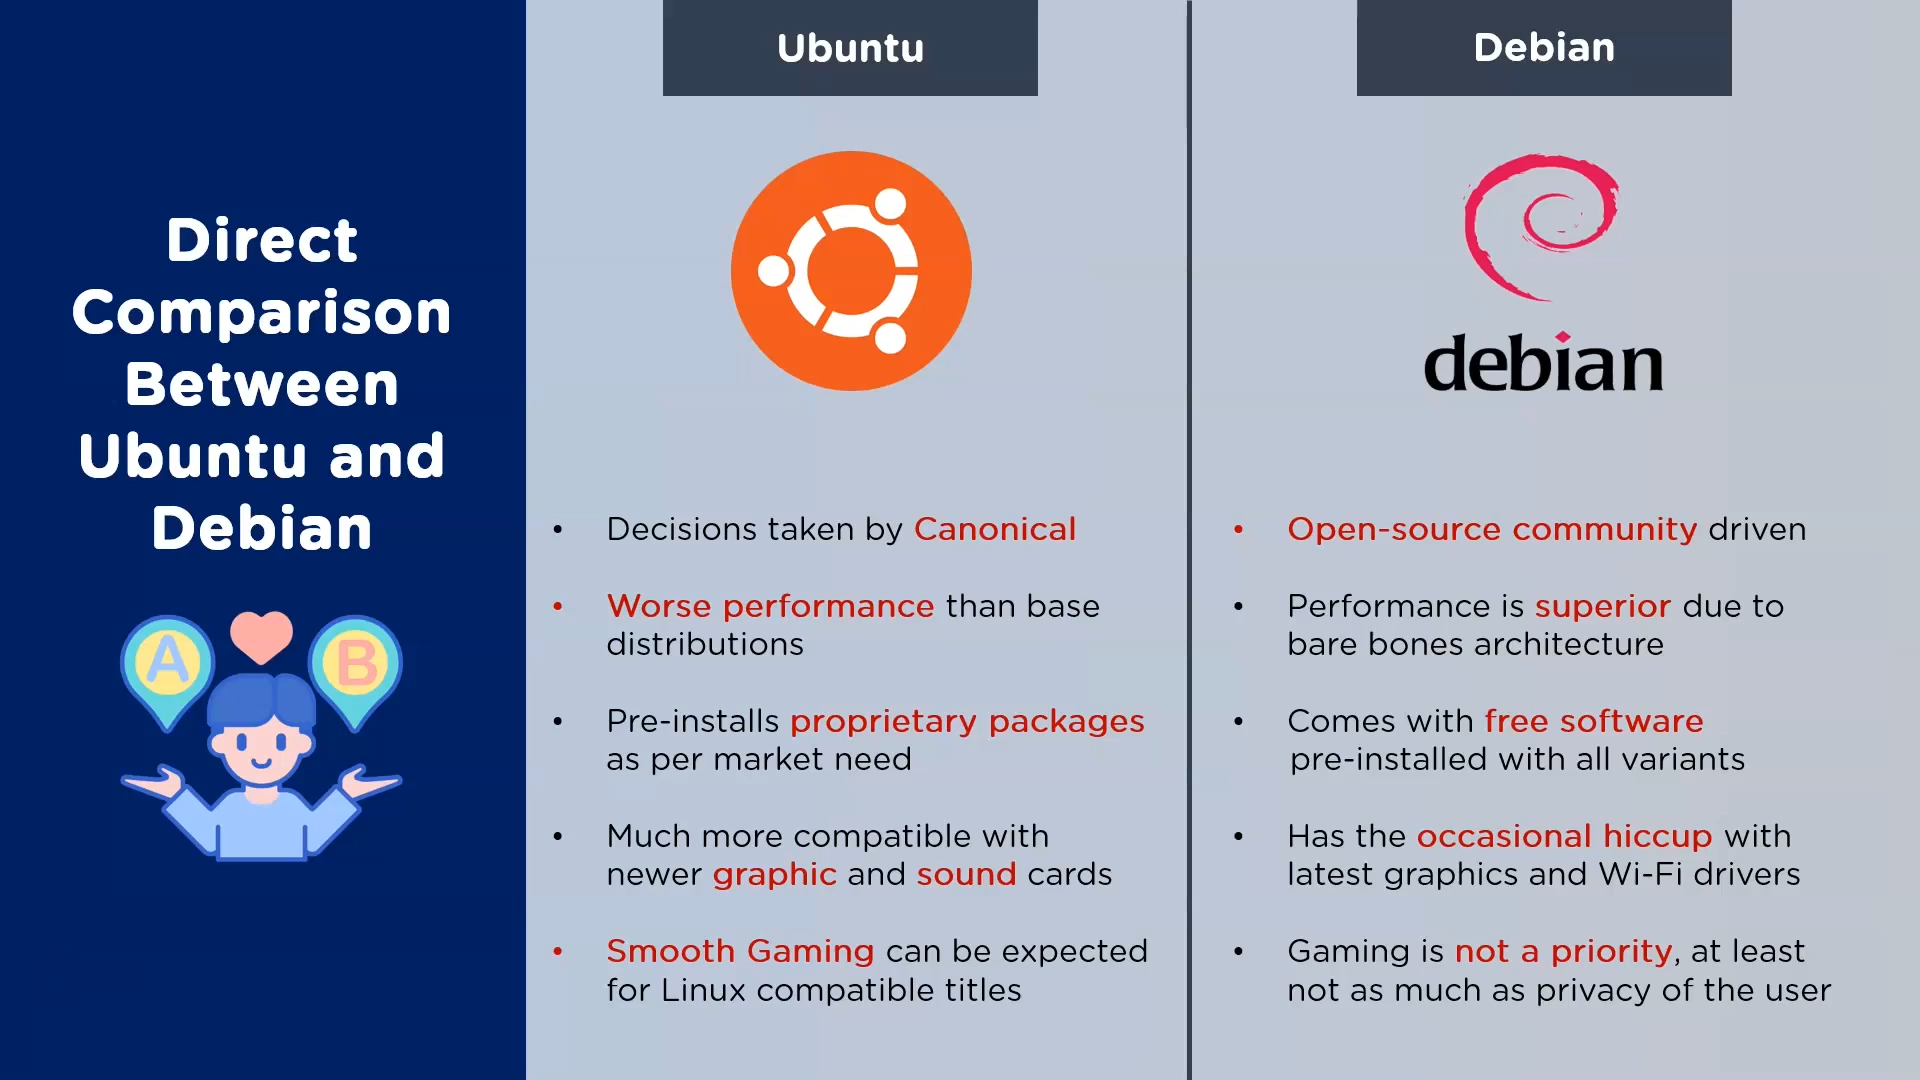 Direct
Comparison
Between
Ubuntu and
Debian
A
B
Ubuntu
• Decisions taken by Canonical
• Worse performance than base
distributions
• Pre-installs proprietary packages
as per market need
• Much more compatible with
newer graphic and sound cards
• Smooth Gaming can be expected
for Linux compatible titles
Debian
debian
• Open-source community driven
• Performance is superior due to
bare bones architecture
• Comes with free software
pre-installed with all variants
• Has the occasional hiccup with
latest graphics and Wi-Fi drivers
• Gaming is not a priority, at least
not as much as privacy of the user